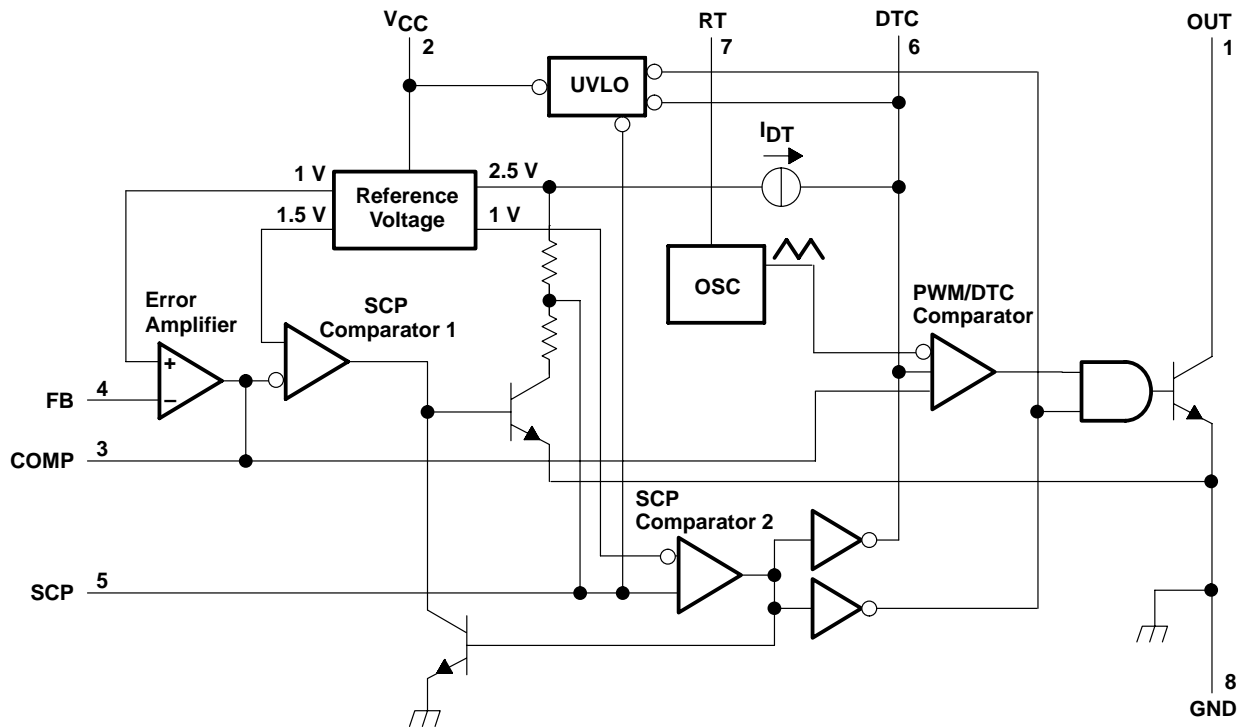 VCC
2
RT
7
DTC
6
OUT
1
UVLO
IDT
1 V
2.5 V
Reference
Voltage
1.5 V
1 V
OSC
Error
Amplifier
SCP
Comparator 1
PWM/DTC
Comparator
+
−
FB
4
COMP
3
SCP
Comparator 2
SCP
5
8
GND